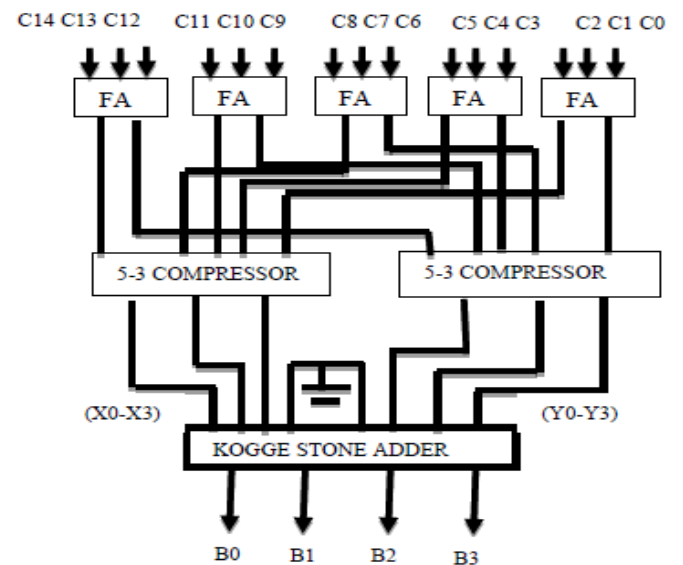 C14 C13 C12 C11 C10 C9 C8 C7 C6 C5 C4 C3 C2 C1 C0
FA FA FA FA FA
5-3 COMPRESSOR 5-3 COMPRESSOR
(X0-X3) (Y0-Y3)
KOGGE STONE ADDER
B0 B1 B2 B3